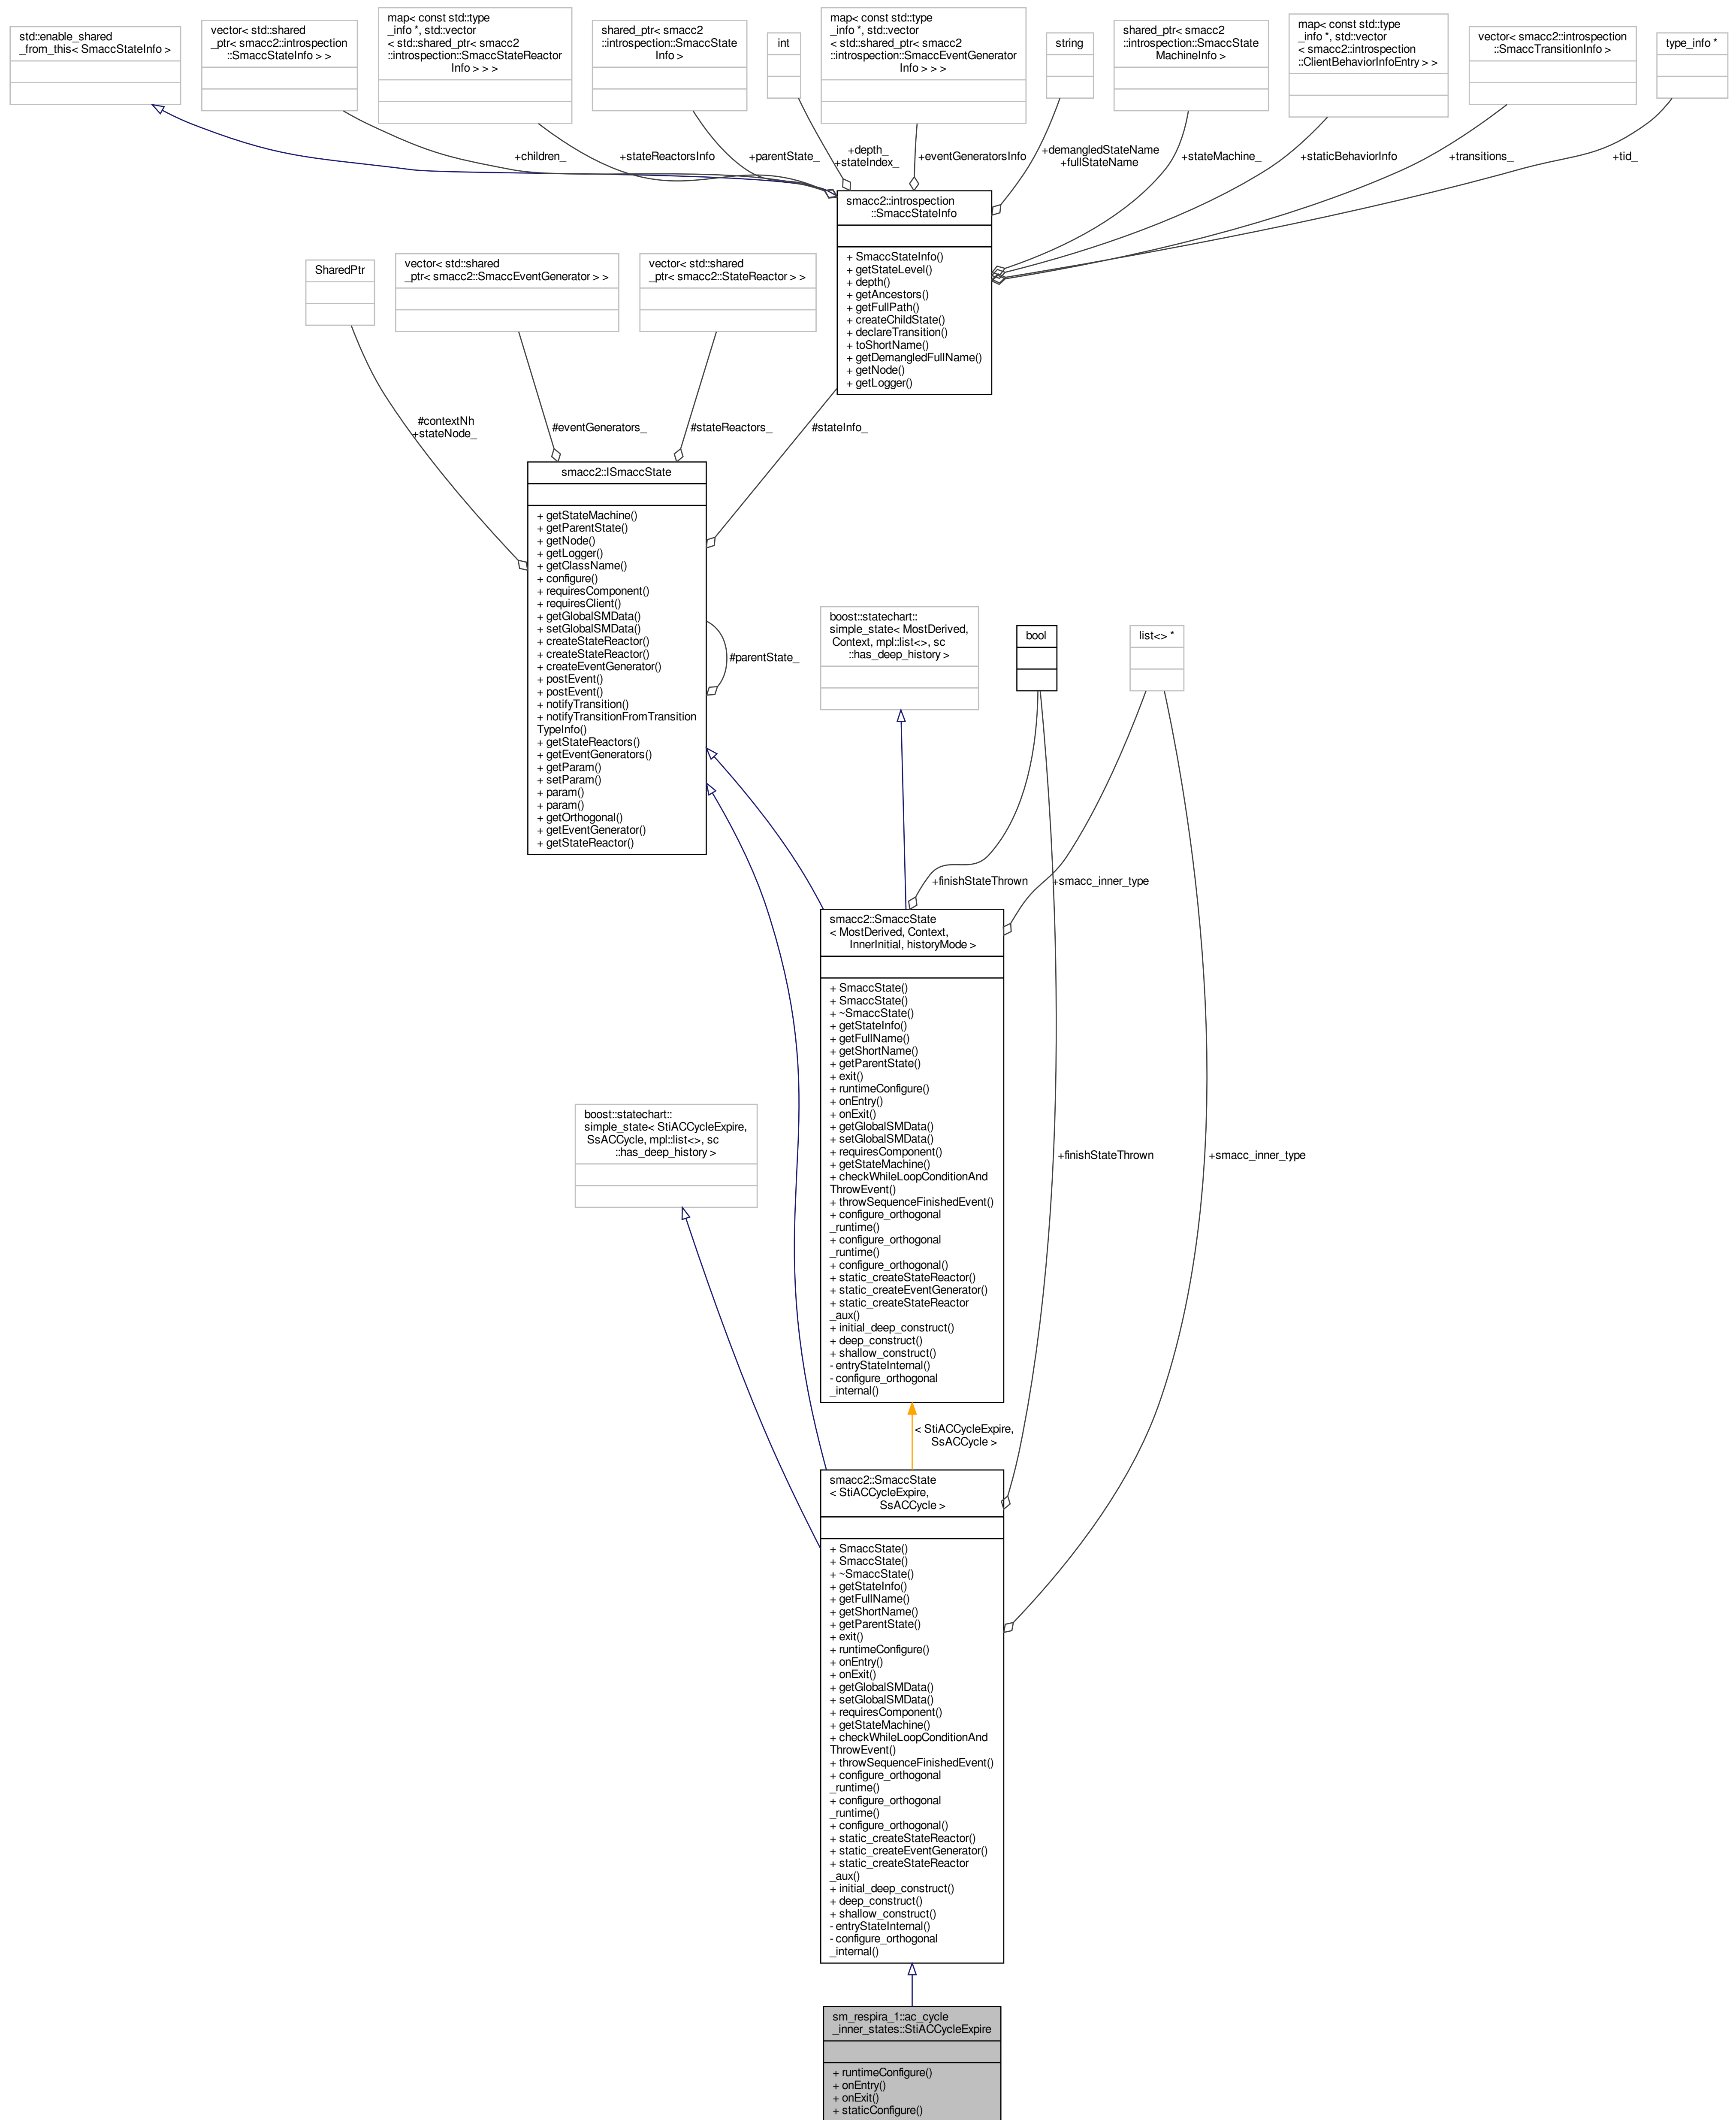 std::enable_shared
_from_this< SmaccStateInfo >
vector< std::shared
_ptr< smacc2::introspection
::SmaccStateInfo > >
map< const std::type
_info *, std::vector
< std::shared_ptr< smacc2
::introspection::SmaccStateReactor
Info > > >
shared_ptr< smacc2
::introspection::SmaccState
Info >
int
map< const std::type
_info *, std::vector
< std::shared_ptr< smacc2
::introspection::SmaccEventGenerator
Info > > >
string
shared_ptr< smacc2
::introspection::SmaccState
MachineInfo >
map< const std::type
_info *, std::vector
< smacc2::introspection
::ClientBehaviorInfoEntry > >
vector< smacc2::introspection
::SmaccTransitionInfo >
type_info *
+children_
+stateReactorsInfo
+parentState_
+depth_
+stateIndex_
+eventGeneratorsInfo
+demangledStateName
+fullStateName
+stateMachine_
+staticBehaviorInfo
+transitions_
+tid_
smacc2::introspection
::SmaccStateInfo
+ SmaccStateInfo()
+ getStateLevel()
+ depth()
+ getAncestors()
+ getFullPath()
+ createChildState()
+ declareTransition()
+ toShortName()
+ getDemangledFullName()
+ getNode()
+ getLogger()
SharedPtr
vector< std::shared
_ptr< smacc2::SmaccEventGenerator > >
vector< std::shared
_ptr< smacc2::StateReactor > >
#contextNh
+stateNode_
#eventGenerators_
#stateReactors_
#stateInfo_
smacc2::ISmaccState
+ getStateMachine()
+ getParentState()
+ getNode()
+ getLogger()
+ getClassName()
+ configure()
+ requiresComponent()
+ requiresClient()
+ getGlobalSMData()
+ setGlobalSMData()
+ createStateReactor()
+ createStateReactor()
+ createEventGenerator()
+ postEvent()
+ postEvent()
+ notifyTransition()
+ notifyTransitionFromTransition
TypeInfo()
+ getStateReactors()
+ getEventGenerators()
+ getParam()
+ setParam()
+ param()
+ param()
+ getOrthogonal()
+ getEventGenerator()
+ getStateReactor()
#parentState_
boost::statechart::
simple_state< MostDerived,
Context, mpl::list<>, sc
::has_deep_history >
bool
list<> *
+finishStateThrown
+smacc_inner_type
smacc2::SmaccState
< MostDerived, Context,
InnerInitial, historyMode >
+ SmaccState()
+ SmaccState()
+ ~SmaccState()
+ getStateInfo()
+ getFullName()
+ getShortName()
+ getParentState()
+ exit()
+ runtimeConfigure()
+ onEntry()
+ onExit()
+ getGlobalSMData()
+ setGlobalSMData()
+ requiresComponent()
+ getStateMachine()
+ checkWhileLoopConditionAnd
ThrowEvent()
+ throwSequenceFinishedEvent()
+ configure_orthogonal
_runtime()
+ configure_orthogonal
_runtime()
+ configure_orthogonal()
+ static_createStateReactor()
+ static_createEventGenerator()
+ static_createStateReactor
_aux()
+ initial_deep_construct()
+ deep_construct()
+ shallow_construct()
- entryStateInternal()
- configure_orthogonal
_internal()
boost::statechart::
simple_state< StiACCycleExpire,
SsACCycle, mpl::list<>, sc
::has_deep_history >
+finishStateThrown
+smacc_inner_type
< StiACCycleExpire,
SsACCycle >
smacc2::SmaccState
< StiACCycleExpire,
SsACCycle >
+ SmaccState()
+ SmaccState()
+ ~SmaccState()
+ getStateInfo()
+ getFullName()
+ getShortName()
+ getParentState()
+ exit()
+ runtimeConfigure()
+ onEntry()
+ onExit()
+ getGlobalSMData()
+ setGlobalSMData()
+ requiresComponent()
+ getStateMachine()
+ checkWhileLoopConditionAnd
ThrowEvent()
+ throwSequenceFinishedEvent()
+ configure_orthogonal
_runtime()
+ configure_orthogonal
_runtime()
+ configure_orthogonal()
+ static_createStateReactor()
+ static_createEventGenerator()
+ static_createStateReactor
_aux()
+ initial_deep_construct()
+ deep_construct()
+ shallow_construct()
- entryStateInternal()
- configure_orthogonal
_internal()
sm_respira_1::ac_cycle
_inner_states::StiACCycleExpire
+ runtimeConfigure()
+ onEntry()
+ onExit()
+ staticConfigure()